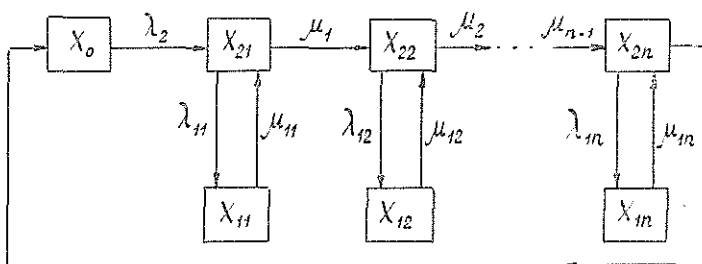 X₀ λ₂ X₂₁ μ₁ X₂₂ μ₂ . . . μₙ₋₁ X₂ₙ
λ₁₁ μ₁₁ λ₁₂ μ₁₂ λ₁ₙ μ₁ₙ
X₁₁ X₁₂ X₁ₙ